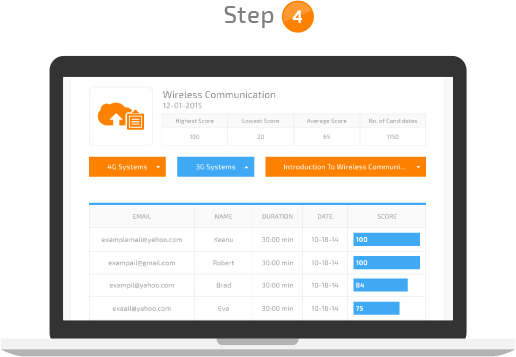 Step 4
Wireless Communication
12-01-2015
Highest Score Lowest Score Average Score No. of Candidates
100 20 65 1150
4G Systems 3G Systems Introduction To Wireless Communi...
EMAIL NAME DURATION DATE SCORE
examplemail@yahoo.com Keanu 30:00 min 10-18-14 100
exampail@gmail.com Robert 30:00 min 10-18-14 100
exempil@yahoo.com Brad 30:00 min 10-18-14 84
exaail@yahoo.com Eva 30:00 min 10-18-14 75